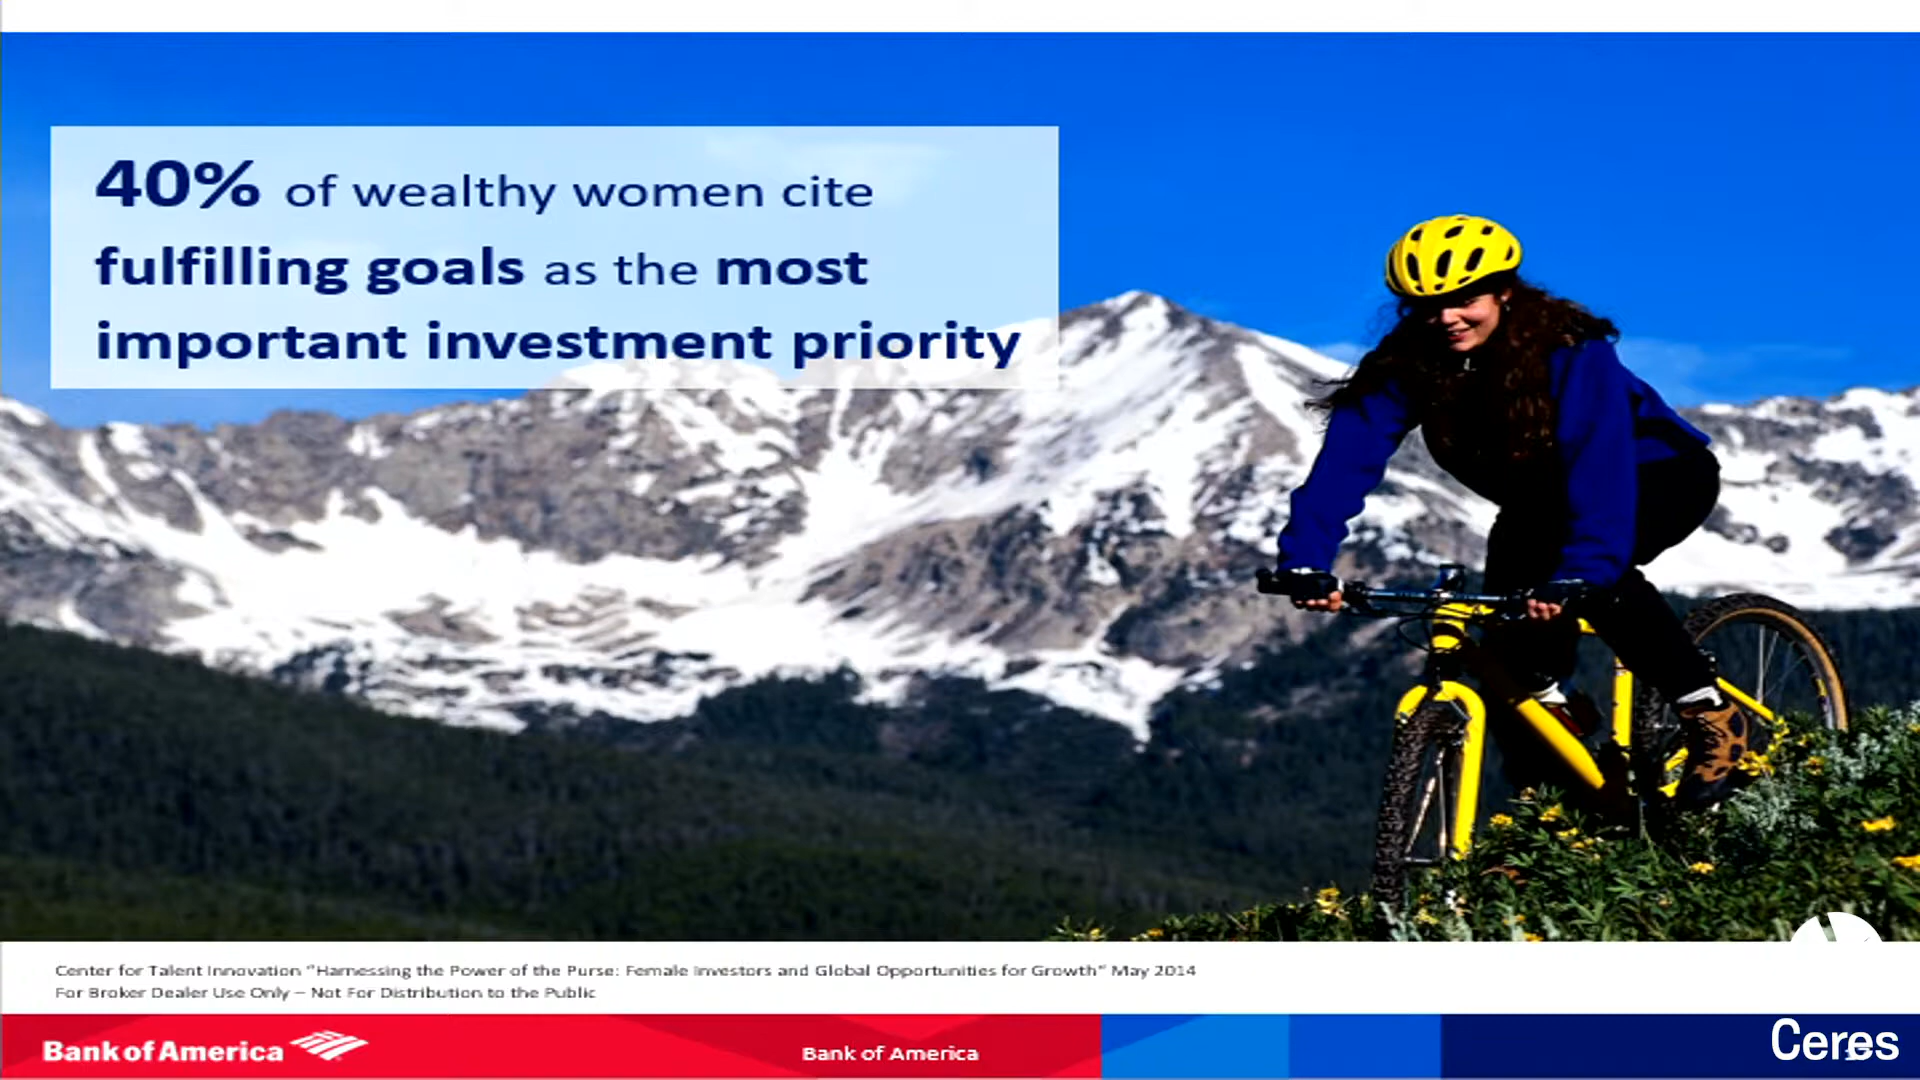 40% of wealthy women cite
fulfilling goals as the most
important investment priority
Center for Talent Innovation "Harnessing the Power of the Purse: Female Investors and Global Opportunities for Growth" May 2014
For Broker Dealer Use Only – Not For Distribution to the Public
Bank of America
Bank of America
Ceres